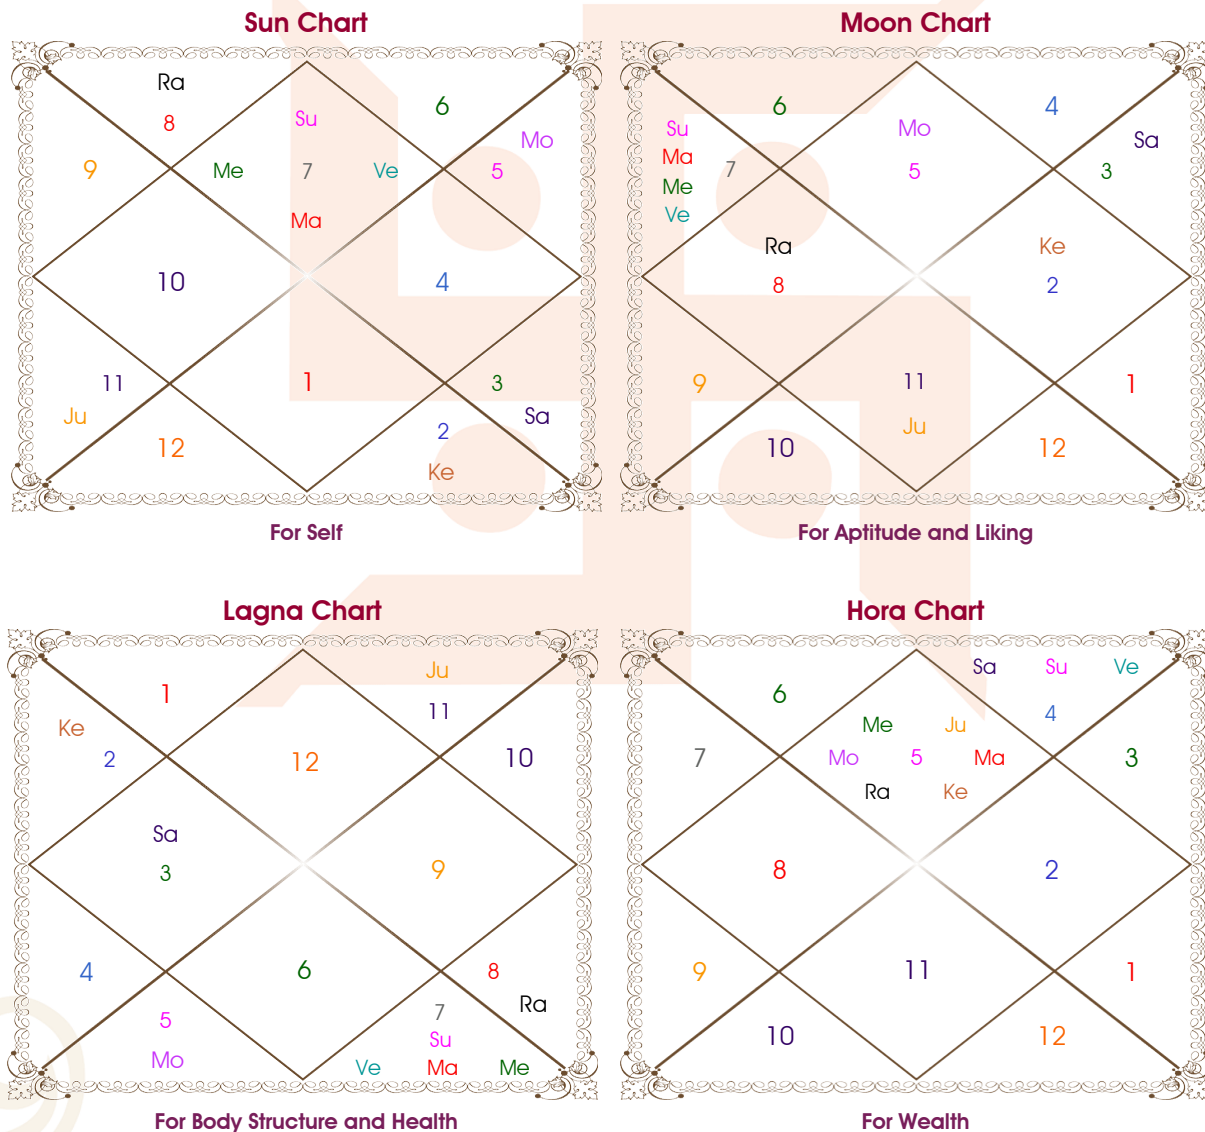 Sun Chart
Ra
8
9
Me
Su
7
Ve
Ma
6
Mo
5
10
4
11
Ju
12
1
3
Sa
2
Ke
For Self
Moon Chart
6
Su
Ma
Me
Ve
7
Mo
5
4
Sa
3
Ra
8
Ke
2
9
10
11
Ju
1
12
For Aptitude and Liking
Lagna Chart
1
Ke
2
12
Ju
11
10
Sa
3
9
4
5
Mo
6
8
Ra
7
Su
Ve Ma Me
For Body Structure and Health
Hora Chart
6
7
Sa Su Ve
4
3
Me Ju
Mo 5 Ma
Ra Ke
8
2
9
10
11
1
12
For Wealth